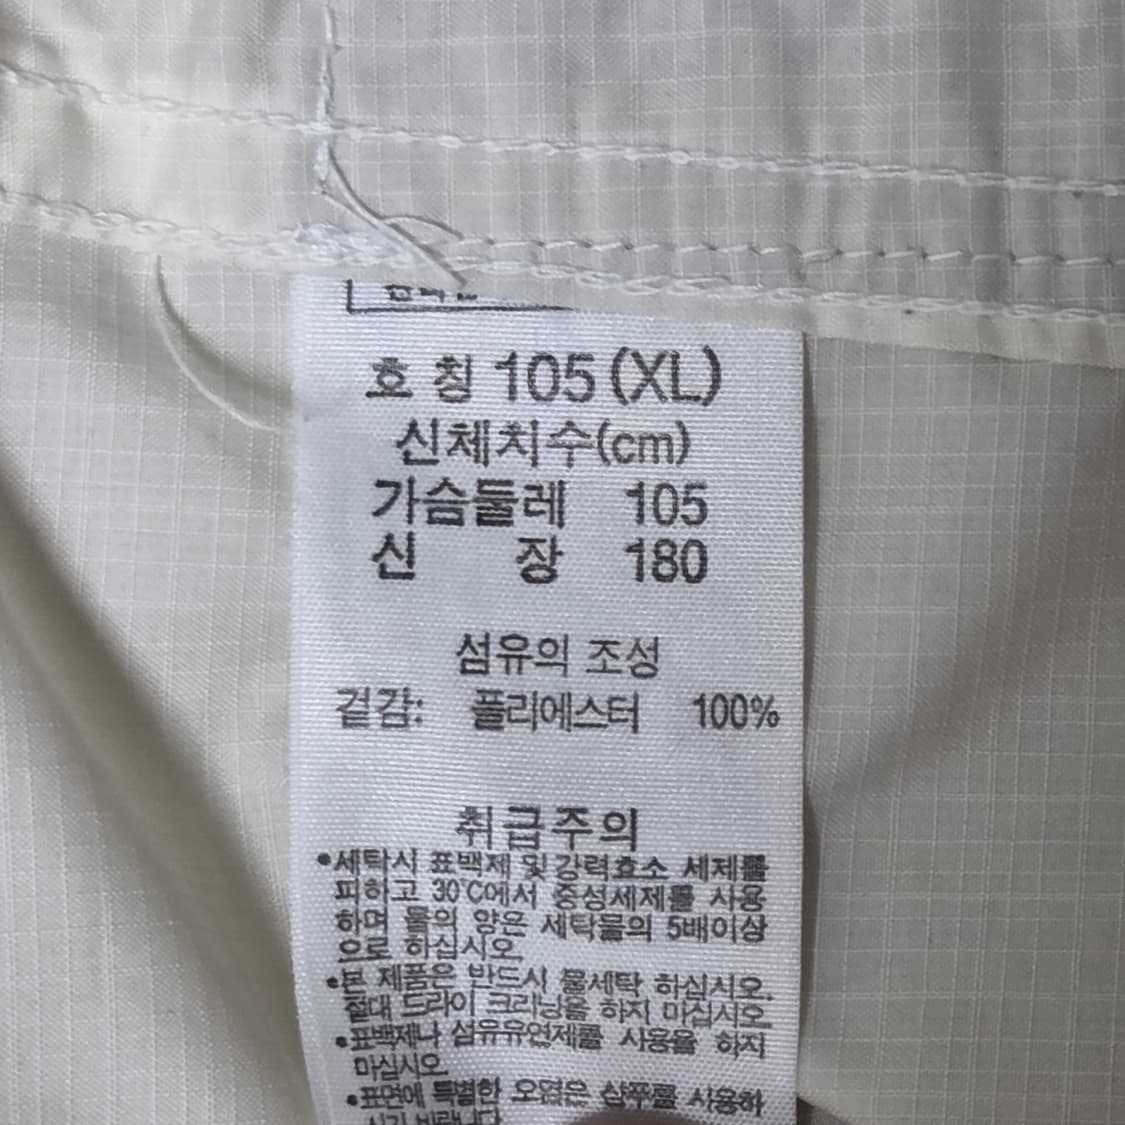 호 칭 105 (XL)
신체치수(cm)
가슴둘레 105
신 장 180
섬유의 조성
겉감: 폴리에스터 100%
취급주의
•세탁시 표백제 및 강력효소 세제를
피하고 30℃에서 중성세제를 사용
하며 물의 양은 세탁물의 5배이상
으로 하십시오.
•본 제품은 반드시 물세탁 하십시오.
절대 드라이 크리닝을 하지 마십시오.
•표백제나 섬유유연제를 사용을 하지
마십시오.
•표면에 특별한 오염은 샴푸를 사용하
시기 바랍니다